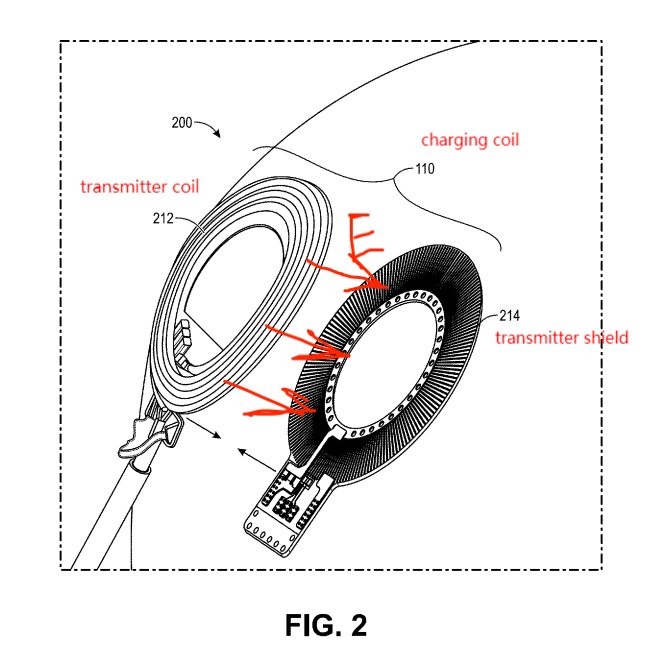 200
charging coil
110
transmitter coil
212
E
214
transmitter shield
FIG. 2